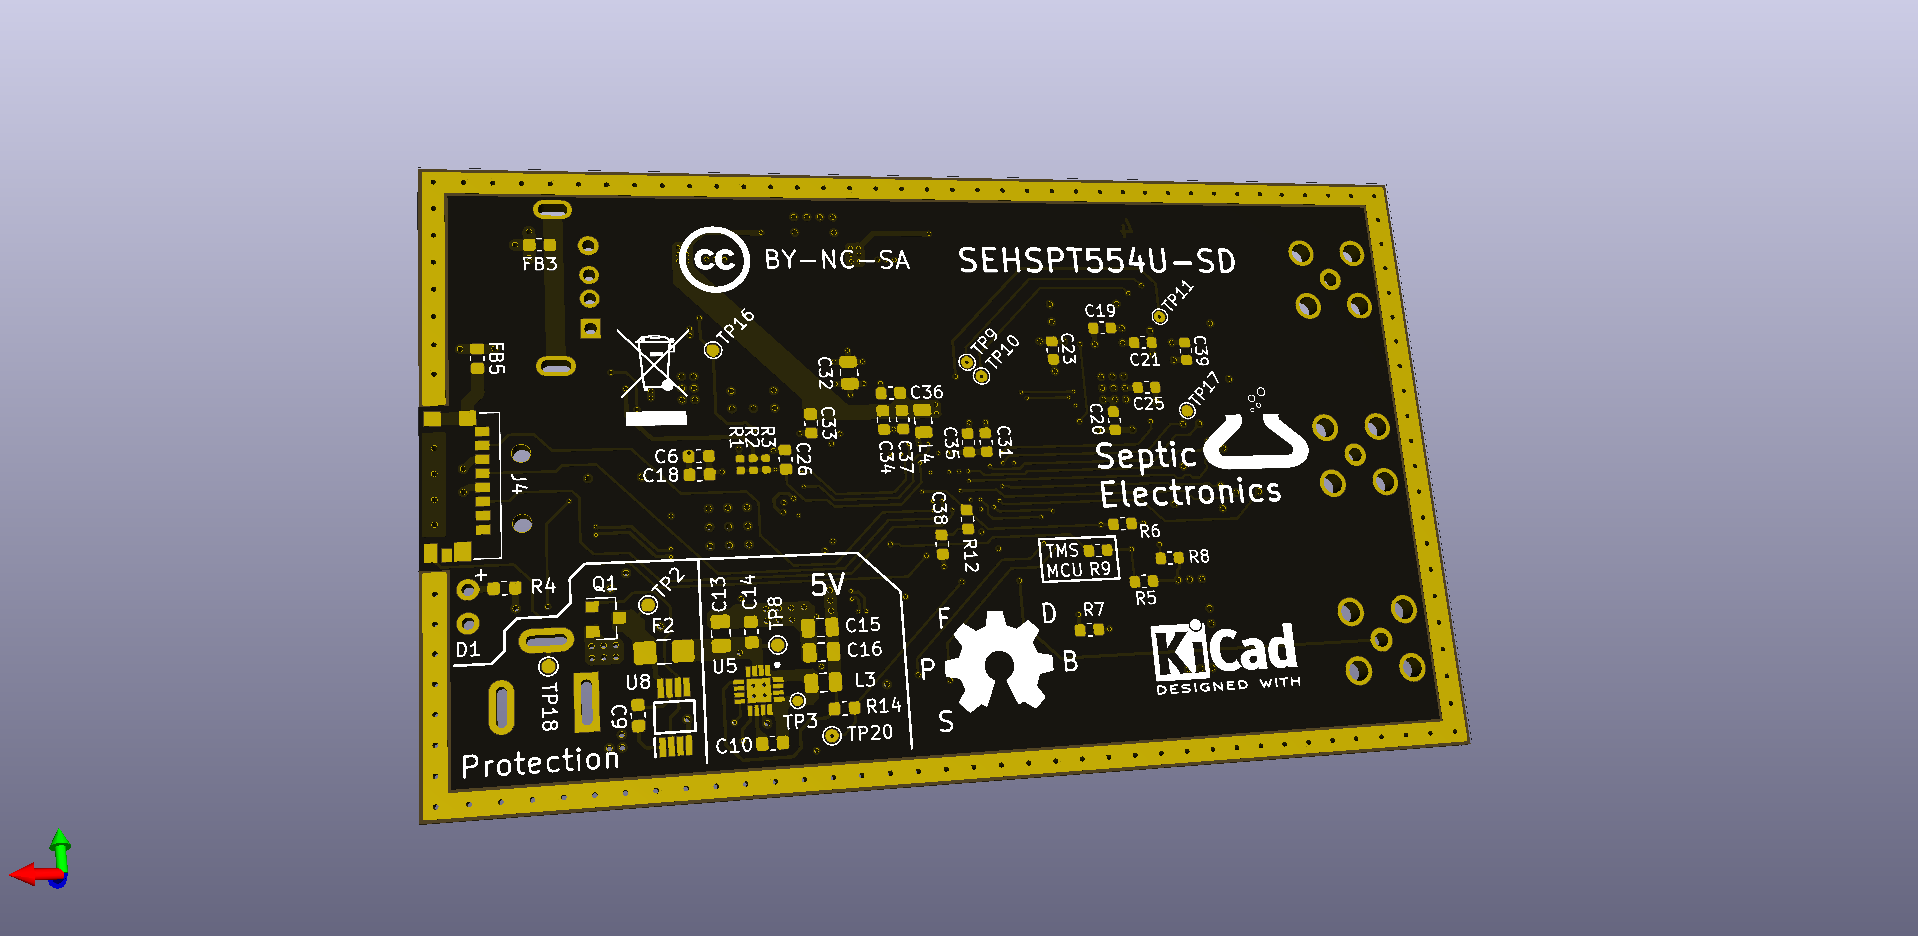 FB3
CC BY-NC-SA
SEHSPT554U-SD
TP11
TP16
C19
TP9
TP10
C23
C21
C39
FB5
C32
C36
TP17
C25
C20
R1
R2
R3
C33
C26
C34
C37
L4
C35
C31
C6
C18
J4
Septic
Electronics
C38
R12
R6
TMS
MCU R9
R8
R5
R7
+
R4
D1
Q1
TP2
F2
C13
C14
TP8
5V
C15
C16
U5
U8
L3
TP18
C9
TP3
R14
C10
TP20
Protection
F
D
P
B
S
KiCad
DESIGNED WITH